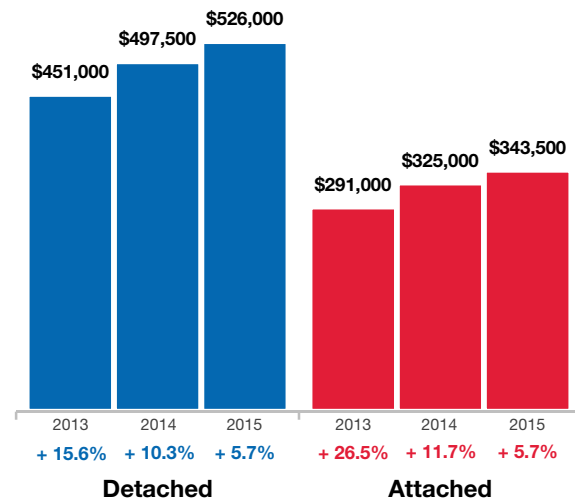 $526,000
$497,500
$451,000
$343,500
$325,000
$291,000
2013 2014 2015 2013 2014 2015
+ 15.6% + 10.3% + 5.7% + 26.5% + 11.7% + 5.7%
Detached Attached